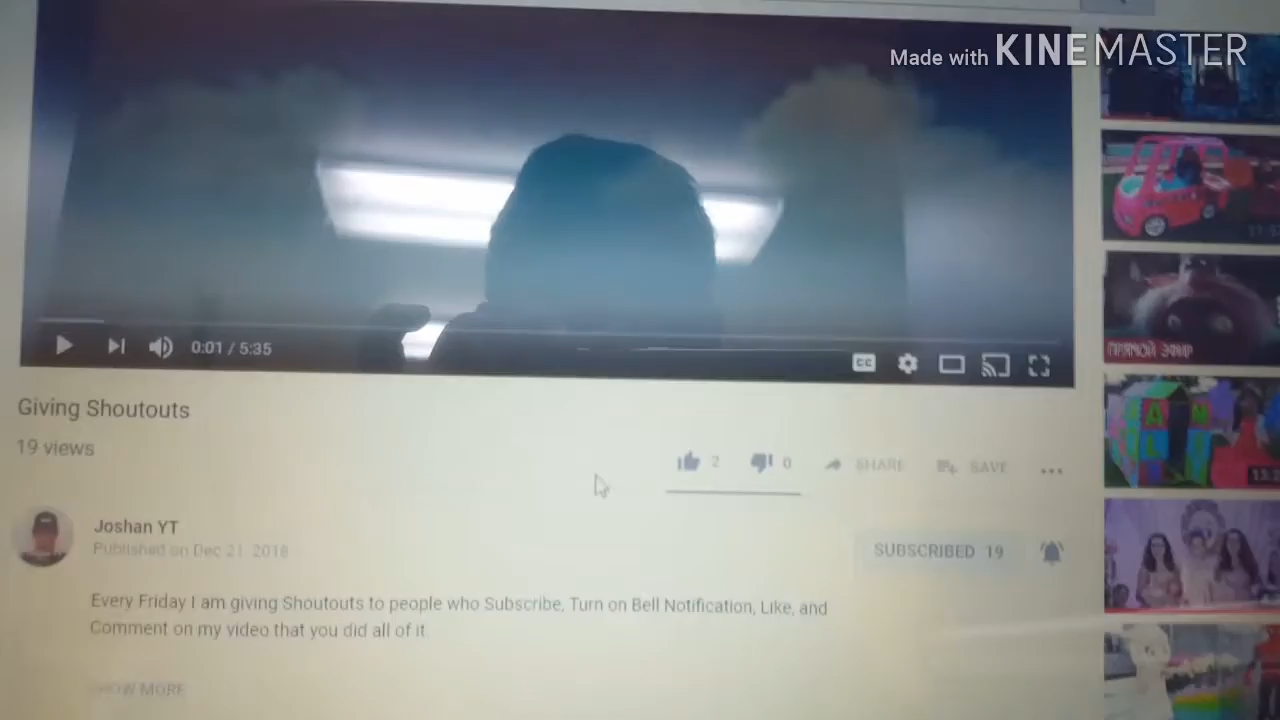 Made with KINEMASTER
0:01 / 5:35
CC
ПРЯМОЙ ЭФИР
Giving Shoutouts
19 views
2
0
SHARE
SAVE
Joshan YT
Published on Dec 21, 2018
SUBSCRIBED 19
Every Friday I am giving Shoutouts to people who Subscribe, Turn on Bell Notification, Like, and
Comment on my video that you did all of it
SHOW MORE